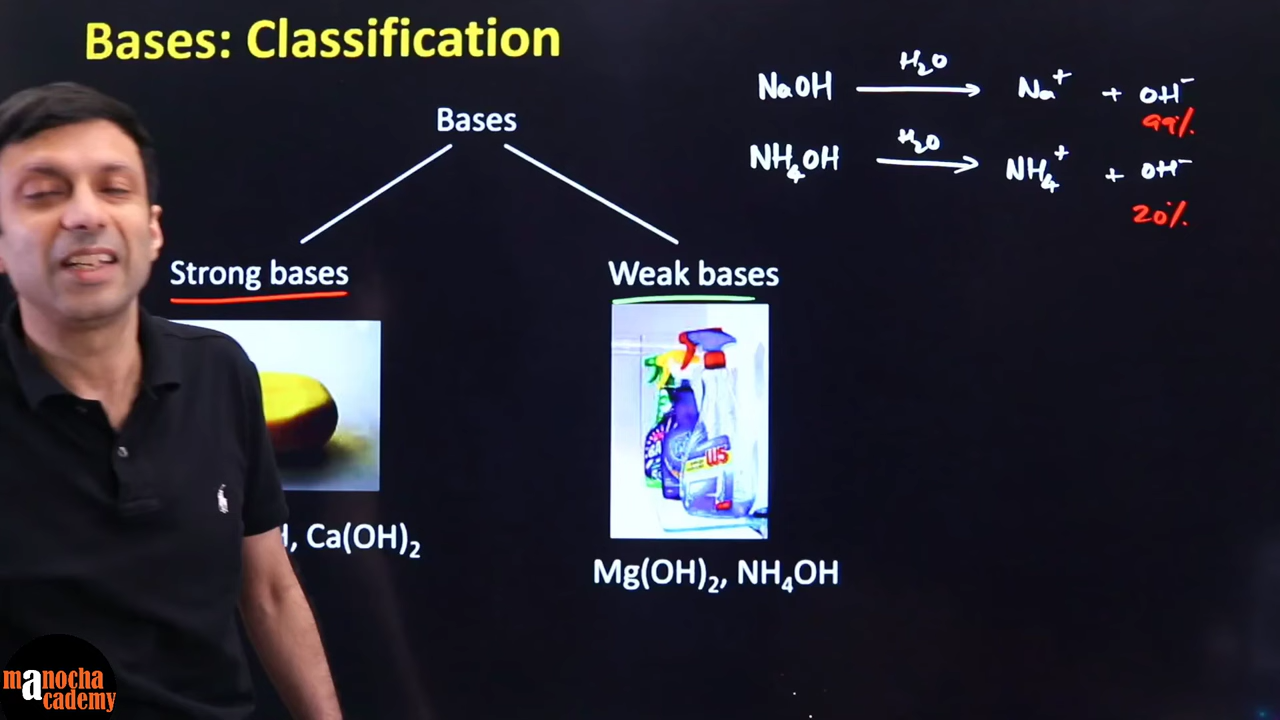 Bases: Classification
NaOH H₂O → Na⁺ + OH⁻
99%
Bases
NH₄OH H₂O → NH₄⁺ + OH⁻
20%
Strong bases
Weak bases
W5
H, Ca(OH)₂
Mg(OH)₂, NH₄OH
manocha
academy